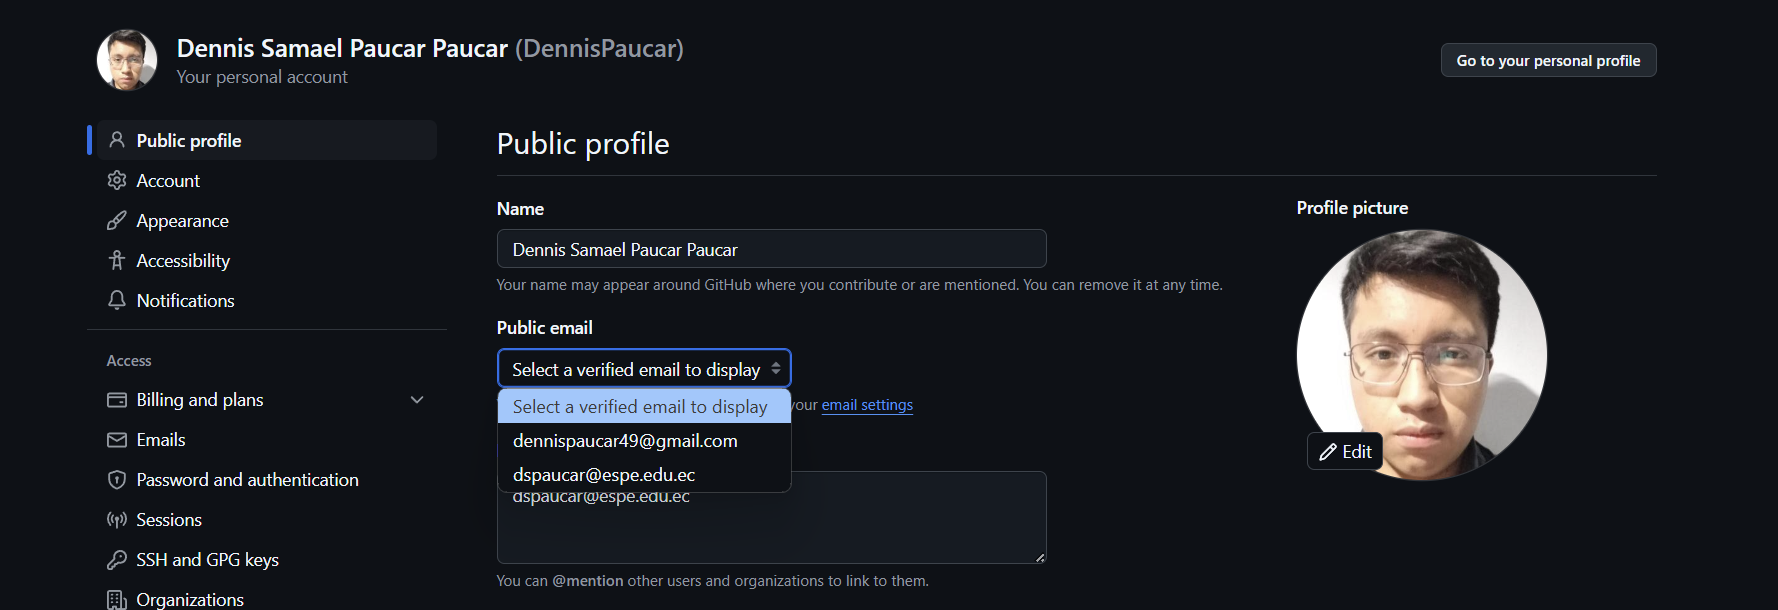 Dennis Samael Paucar Paucar (DennisPaucar)
Your personal account
Go to your personal profile
Public profile
Account
Appearance
Accessibility
Notifications
Access
Billing and plans
Emails
Password and authentication
Sessions
SSH and GPG keys
Organizations
Public profile
Name
Dennis Samael Paucar Paucar
Your name may appear around GitHub where you contribute or are mentioned. You can remove it at any time.
Public email
Select a verified email to display
Select a verified email to display
your email settings
dennispaucar49@gmail.com
dspaucar@espe.edu.ec
dspaucar@espe.edu.ec
You can @mention other users and organizations to link to them.
Profile picture
Edit